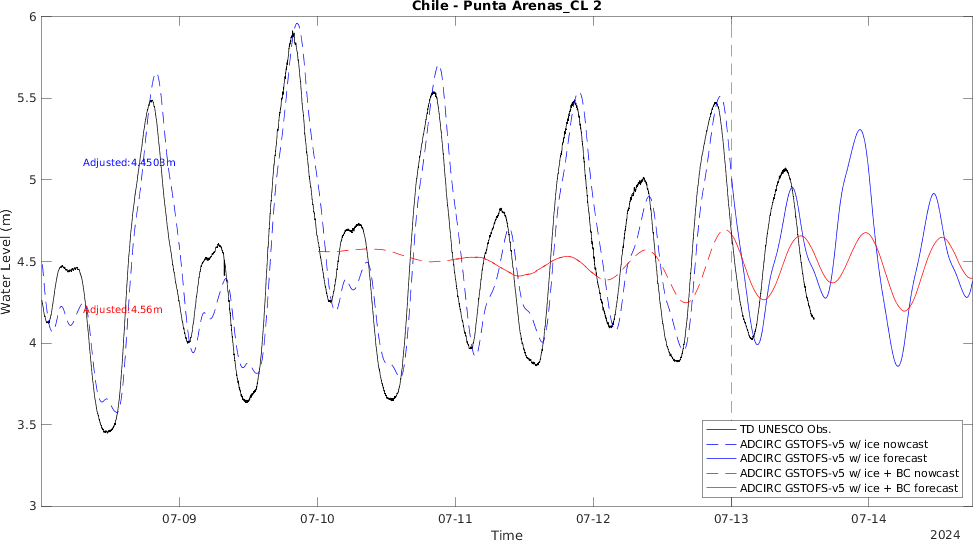 Chile - Punta Arenas_CL 2
6
5.5
5
4.5
4
3.5
3
Water Level (m)
Adjusted:4.4503m
Adjusted:4.56m
TD UNESCO Obs.
ADCIRC GSTOFS-v5 w/ ice nowcast
ADCIRC GSTOFS-v5 w/ ice forecast
ADCIRC GSTOFS-v5 w/ ice + BC nowcast
ADCIRC GSTOFS-v5 w/ ice + BC forecast
07-09 07-10 07-11 07-12 07-13 07-14
Time
2024